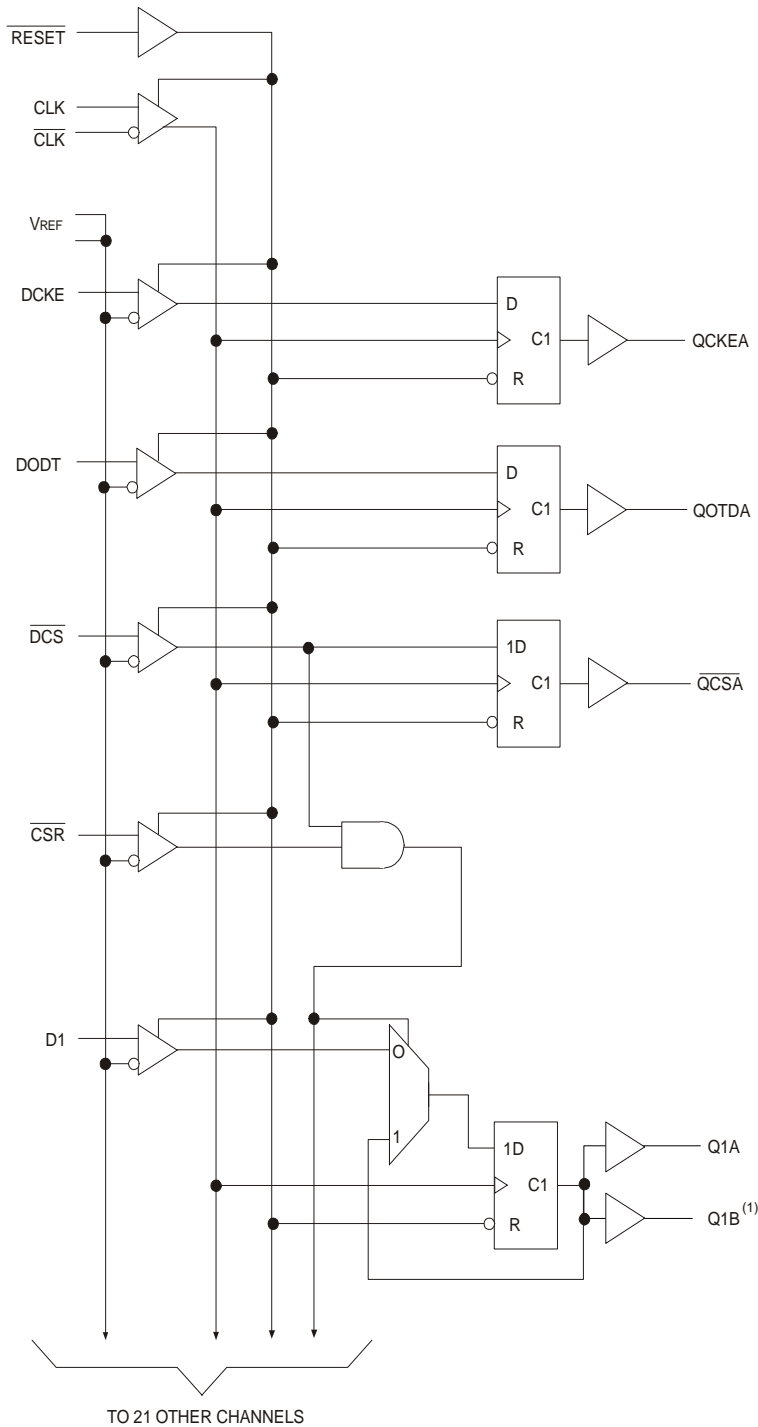 RESET
CLK
CLK
VREF
DCKE
D
C1
R
QCKEA
DODT
D
C1
R
QOTDA
DCS
1D
C1
R
QCSA
CSR
D1
O
1
1D
C1
R
Q1A
Q1B(1)
TO 21 OTHER CHANNELS